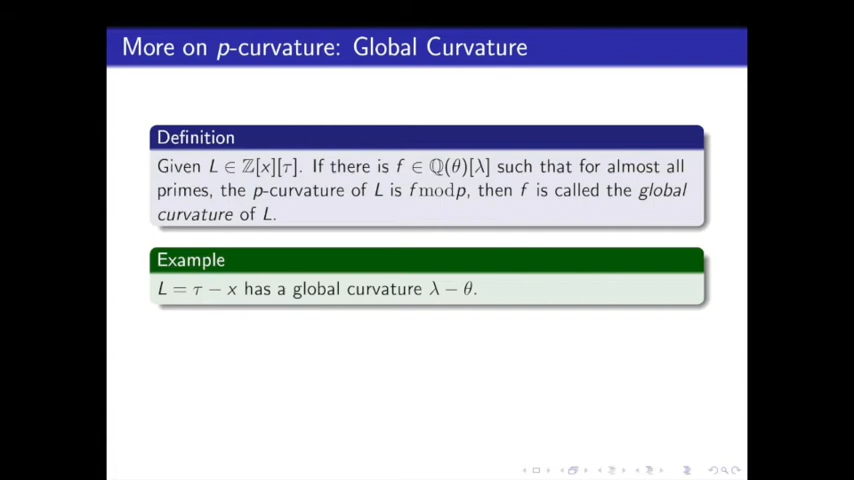 More on p-curvature: Global Curvature
Definition
Given L ∈ ℤ[x][τ]. If there is f ∈ ℚ(θ)[λ] such that for almost all
primes, the p-curvature of L is f mod p, then f is called the global
curvature of L.
Example
L = τ − x has a global curvature λ − θ.